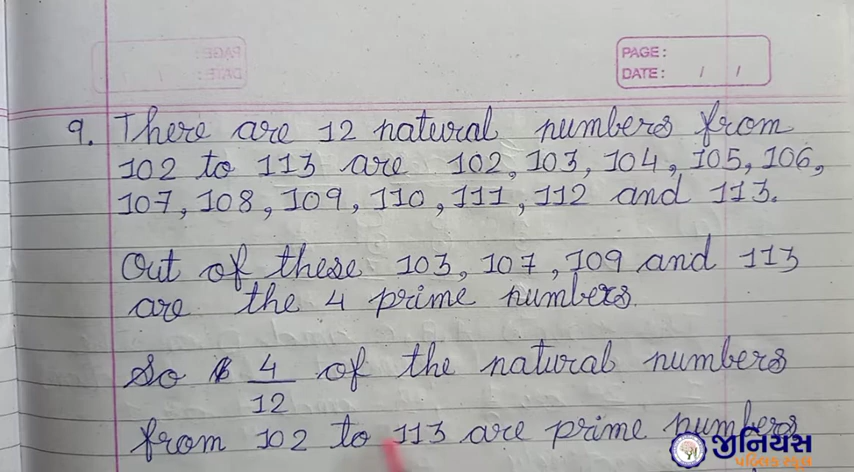 PAGE:
DATE: / /
9. There are 12 natural numbers from
102 to 113 are 102, 103, 104, 105, 106,
107, 108, 109, 110, 111, 112 and 113.
Out of these 103, 107, 109 and 113
are the 4 prime numbers.
So 4/12 of the natural numbers
from 102 to 113 are prime numbers
જીનિયસ
પબ્લિક સ્કૂલ